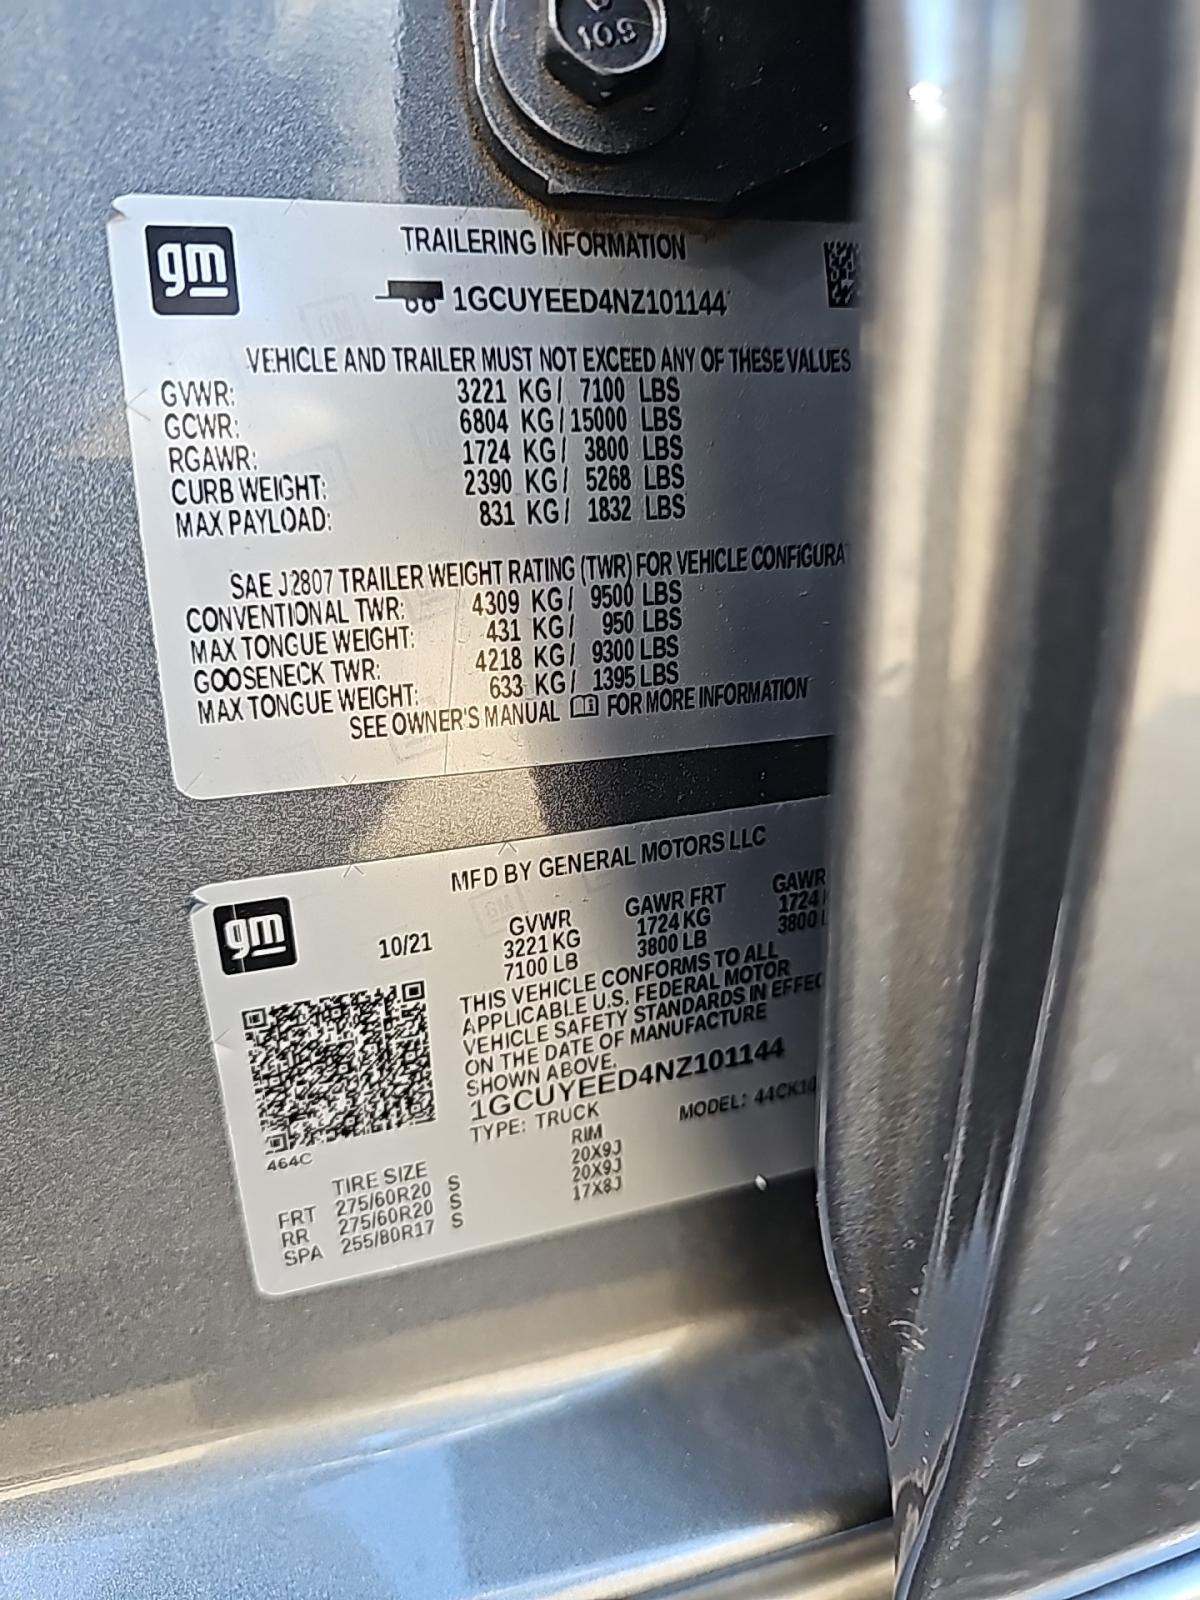 10.9
gm
TRAILERING INFORMATION
1GCUYEED4NZ101144
VEHICLE AND TRAILER MUST NOT EXCEED ANY OF THESE VALUES
GVWR: 3221 KG/ 7100 LBS
GCWR: 6804 KG/15000 LBS
RGAWR: 1724 KG/ 3800 LBS
CURB WEIGHT: 2390 KG/ 5268 LBS
MAX PAYLOAD: 831 KG/ 1832 LBS
SAE J2807 TRAILER WEIGHT RATING (TWR) FOR VEHICLE CONFIGURA
CONVENTIONAL TWR: 4309 KG/ 9500 LBS
MAX TONGUE WEIGHT: 431 KG/ 950 LBS
GOOSENECK TWR: 4218 KG/ 9300 LBS
MAX TONGUE WEIGHT: 633 KG/ 1395 LBS
SEE OWNER'S MANUAL FOR MORE INFORMATION
MFD BY GENERAL MOTORS LLC
gm
10/21
GVWR GAWR FRT GAWR
3221 KG 1724 KG 1724
7100 LB 3800 LB 3800 L
THIS VEHICLE CONFORMS TO ALL
APPLICABLE U.S. FEDERAL MOTOR
VEHICLE SAFETY STANDARDS IN EFFEC
ON THE DATE OF MANUFACTURE
SHOWN ABOVE.
1GCUYEED4NZ101144
TYPE: TRUCK MODEL: 44CK10
464C
TIRE SIZE RIM
FRT 275/60R20 S 20X9J
RR 275/60R20 S 20X9J
SPA 255/80R17 S 17X8J